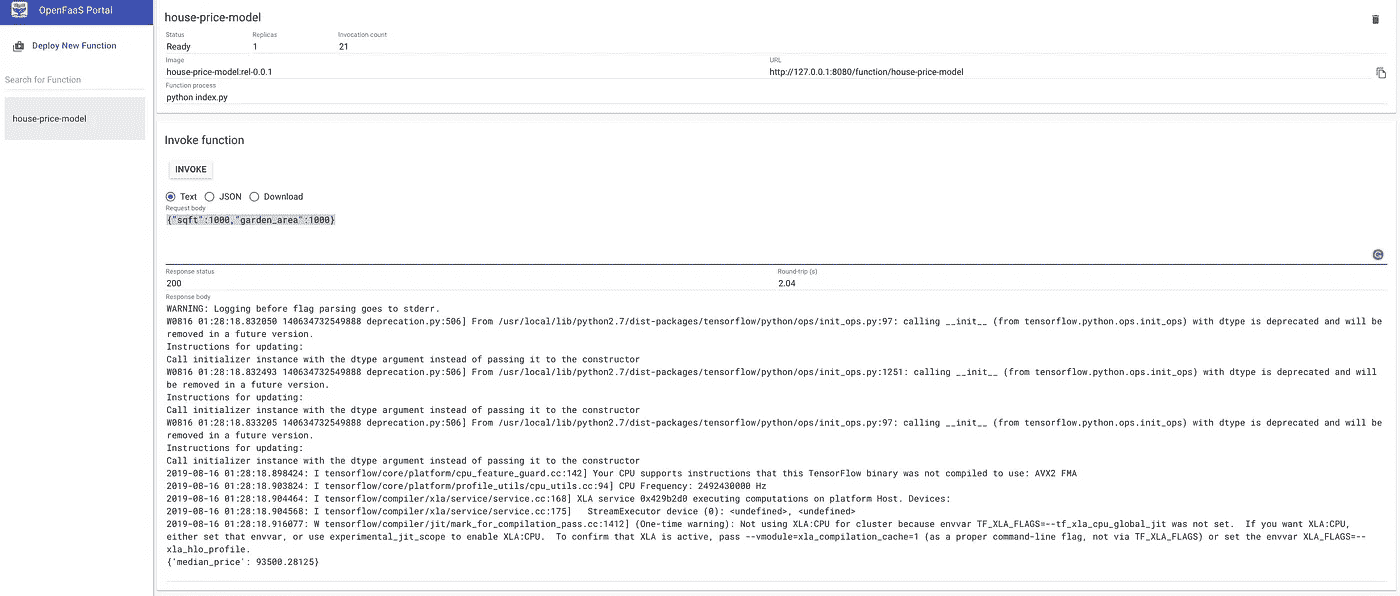 OpenFaaS Portal
Deploy New Function
Search for Function
house-price-model
house-price-model
Status
Replicas
Invocation count
Ready
1
21
Image
URL
house-price-model:rel-0.0.1
http://127.0.0.1:8080/function/house-price-model
Function process
python index.py
Invoke function
INVOKE
Text
JSON
Download
Request body
{"sqft":1000,"garden_area":1000}
Response status
Round-trip (s)
200
2.04
Response body
WARNING: Logging before flag parsing goes to stderr.
W0816 01:28:18.832050 140634732549888 deprecation.py:506] From /usr/local/lib/python2.7/dist-packages/tensorflow/python/ops/init_ops.py:97: calling __init__ (from tensorflow.python.ops.init_ops) with dtype is deprecated and will be
removed in a future version.
Instructions for updating:
Call initializer instance with the dtype argument instead of passing it to the constructor
W0816 01:28:18.832493 140634732549888 deprecation.py:506] From /usr/local/lib/python2.7/dist-packages/tensorflow/python/ops/init_ops.py:1251: calling __init__ (from tensorflow.python.ops.init_ops) with dtype is deprecated and will
be removed in a future version.
Instructions for updating:
Call initializer instance with the dtype argument instead of passing it to the constructor
W0816 01:28:18.833205 140634732549888 deprecation.py:506] From /usr/local/lib/python2.7/dist-packages/tensorflow/python/ops/init_ops.py:97: calling __init__ (from tensorflow.python.ops.init_ops) with dtype is deprecated and will be
removed in a future version.
Instructions for updating:
Call initializer instance with the dtype argument instead of passing it to the constructor
2019-08-16 01:28:18.898424: I tensorflow/core/platform/cpu_feature_guard.cc:142] Your CPU supports instructions that this TensorFlow binary was not compiled to use: AVX2 FMA
2019-08-16 01:28:18.903824: I tensorflow/core/platform/profile_utils/cpu_utils.cc:94] CPU Frequency: 2492430000 Hz
2019-08-16 01:28:18.904464: I tensorflow/compiler/xla/service/service.cc:168] XLA service 0x429b2d0 executing computations on platform Host. Devices:
2019-08-16 01:28:18.904568: I tensorflow/compiler/xla/service/service.cc:175]   StreamExecutor device (0): <undefined>, <undefined>
2019-08-16 01:28:18.916077: W tensorflow/compiler/jit/mark_for_compilation_pass.cc:1412] (One-time warning): Not using XLA:CPU for cluster because envvar TF_XLA_FLAGS=--tf_xla_cpu_global_jit was not set.  If you want XLA:CPU,
either set that envvar, or use experimental_jit_scope to enable XLA:CPU.  To confirm that XLA is active, pass --vmodule=xla_compilation_cache=1 (as a proper command-line flag, not via TF_XLA_FLAGS) or set the envvar XLA_FLAGS=--
xla_hlo_profile.
{'median_price': 93500.28125}